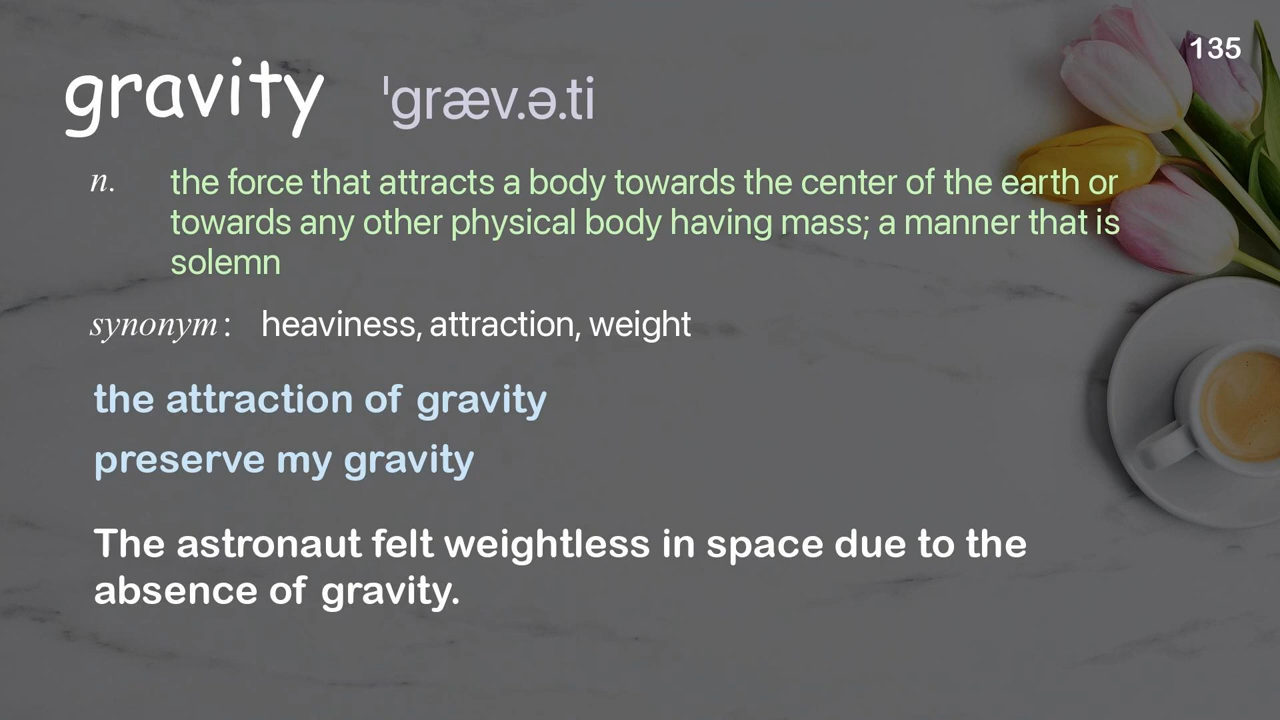 135
gravity ˈɡræv.ə.ti
n. the force that attracts a body towards the center of the earth or
towards any other physical body having mass; a manner that is
solemn
synonym: heaviness, attraction, weight
the attraction of gravity
preserve my gravity
The astronaut felt weightless in space due to the
absence of gravity.